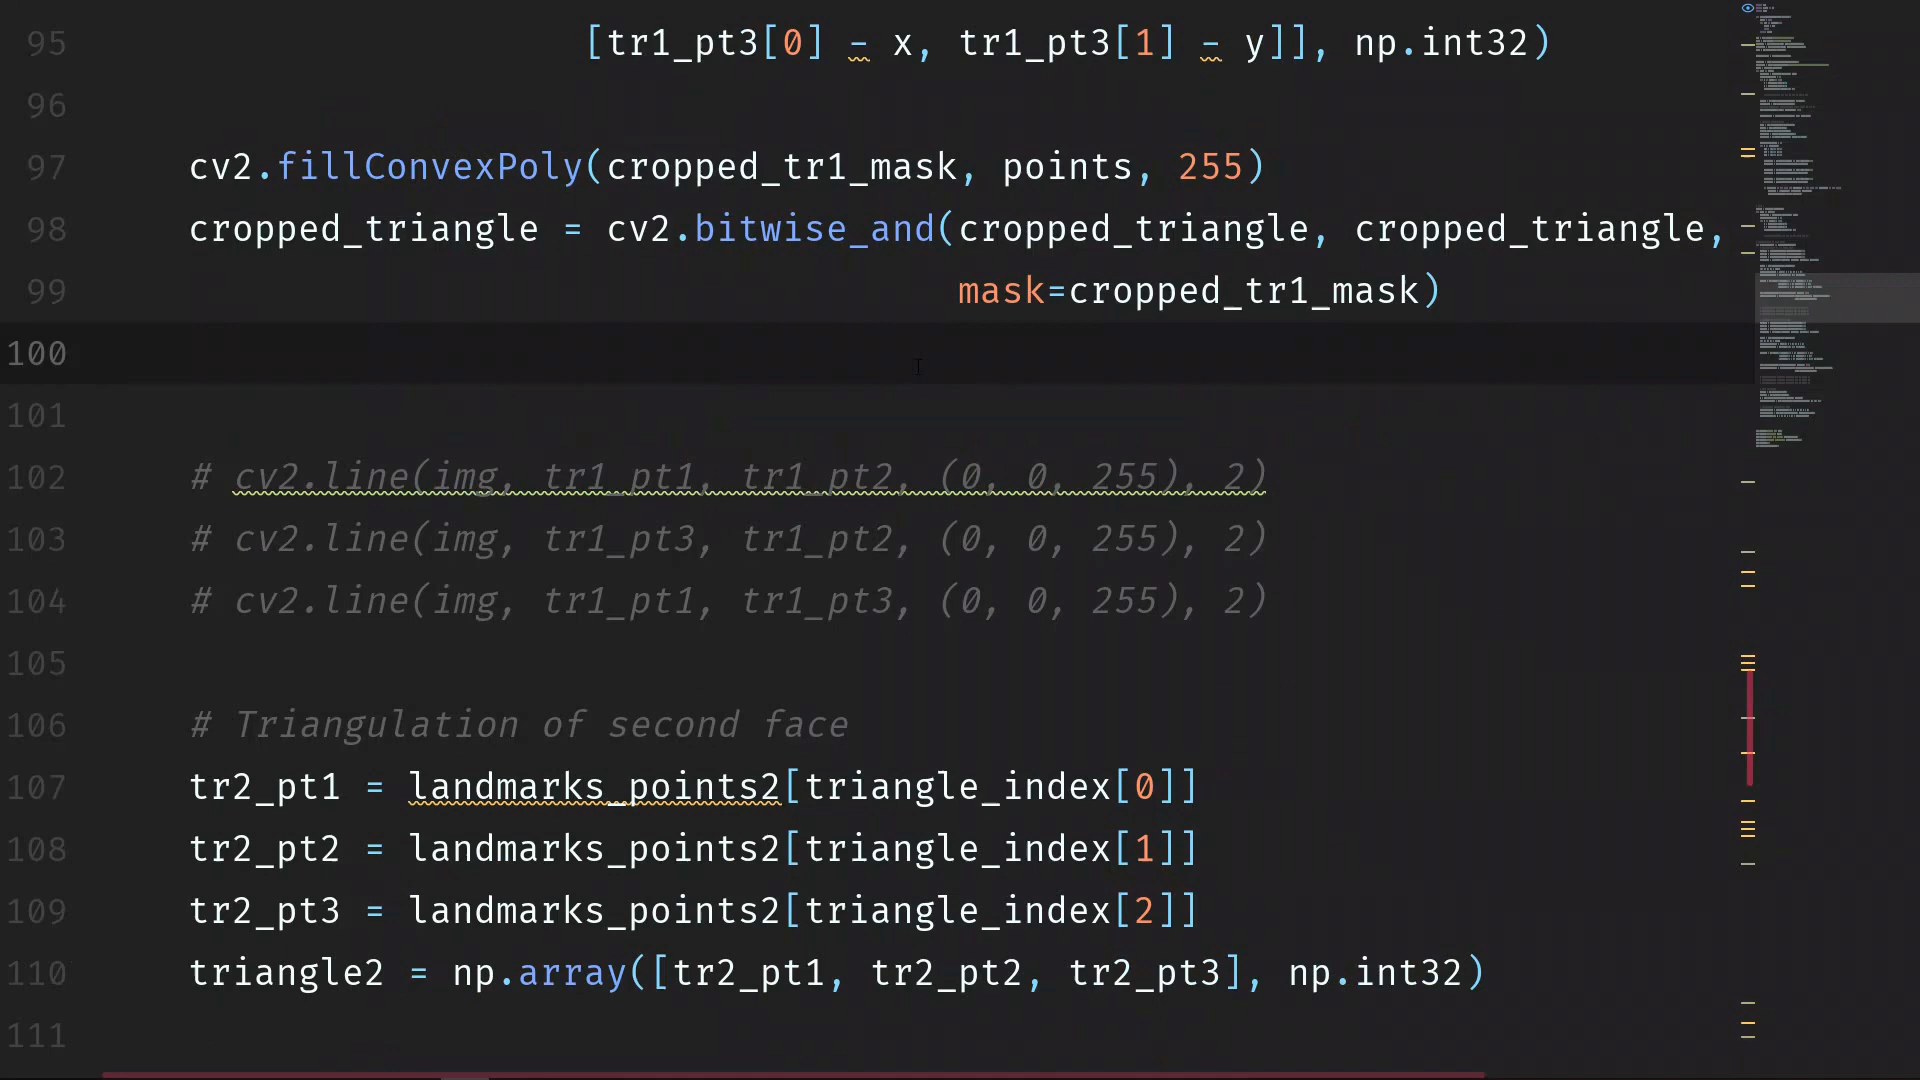 95 [tr1_pt3[0] - x, tr1_pt3[1] - y]], np.int32)
96
97 cv2.fillConvexPoly(cropped_tr1_mask, points, 255)
98 cropped_triangle = cv2.bitwise_and(cropped_triangle, cropped_triangle,
99 mask=cropped_tr1_mask)
100
101
102 # cv2.line(img, tr1_pt1, tr1_pt2, (0, 0, 255), 2)
103 # cv2.line(img, tr1_pt3, tr1_pt2, (0, 0, 255), 2)
104 # cv2.line(img, tr1_pt1, tr1_pt3, (0, 0, 255), 2)
105
106 # Triangulation of second face
107 tr2_pt1 = landmarks_points2[triangle_index[0]]
108 tr2_pt2 = landmarks_points2[triangle_index[1]]
109 tr2_pt3 = landmarks_points2[triangle_index[2]]
110 triangle2 = np.array([tr2_pt1, tr2_pt2, tr2_pt3], np.int32)
111